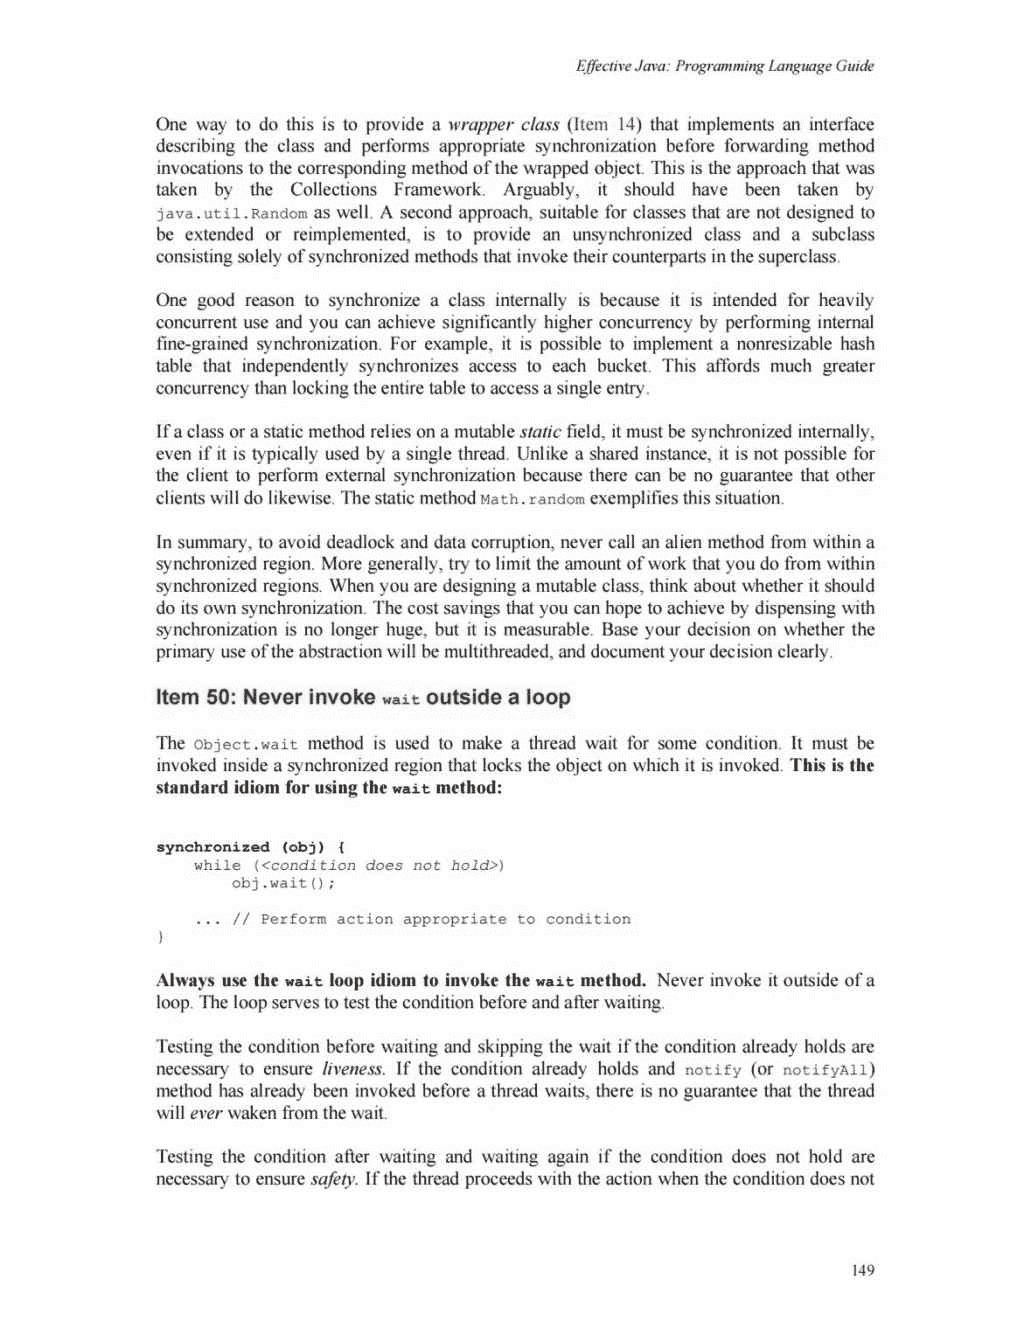 Effective Java: Programming Language Guide
One way to do this is to provide a wrapper class (Item 14) that implements an interface
describing the class and performs appropriate synchronization before forwarding method
invocations to the corresponding method of the wrapped object. This is the approach that was
taken by the Collections Framework. Arguably, it should have been taken by
java.util.Random as well. A second approach, suitable for classes that are not designed to
be extended or reimplemented, is to provide an unsynchronized class and a subclass
consisting solely of synchronized methods that invoke their counterparts in the superclass.
One good reason to synchronize a class internally is because it is intended for heavily
concurrent use and you can achieve significantly higher concurrency by performing internal
fine-grained synchronization. For example, it is possible to implement a nonresizable hash
table that independently synchronizes access to each bucket. This affords much greater
concurrency than locking the entire table to access a single entry.
If a class or a static method relies on a mutable static field, it must be synchronized internally,
even if it is typically used by a single thread. Unlike a shared instance, it is not possible for
the client to perform external synchronization because there can be no guarantee that other
clients will do likewise. The static method Math.random exemplifies this situation.
In summary, to avoid deadlock and data corruption, never call an alien method from within a
synchronized region. More generally, try to limit the amount of work that you do from within
synchronized regions. When you are designing a mutable class, think about whether it should
do its own synchronization. The cost savings that you can hope to achieve by dispensing with
synchronization is no longer huge, but it is measurable. Base your decision on whether the
primary use of the abstraction will be multithreaded, and document your decision clearly.
Item 50: Never invoke wait outside a loop
The Object.wait method is used to make a thread wait for some condition. It must be
invoked inside a synchronized region that locks the object on which it is invoked. This is the
standard idiom for using the wait method:
synchronized (obj) {
while (<condition does not hold>)
obj.wait();
... // Perform action appropriate to condition
}
Always use the wait loop idiom to invoke the wait method. Never invoke it outside of a
loop. The loop serves to test the condition before and after waiting.
Testing the condition before waiting and skipping the wait if the condition already holds are
necessary to ensure liveness. If the condition already holds and notify (or notifyAll)
method has already been invoked before a thread waits, there is no guarantee that the thread
will ever waken from the wait.
Testing the condition after waiting and waiting again if the condition does not hold are
necessary to ensure safety. If the thread proceeds with the action when the condition does not
149